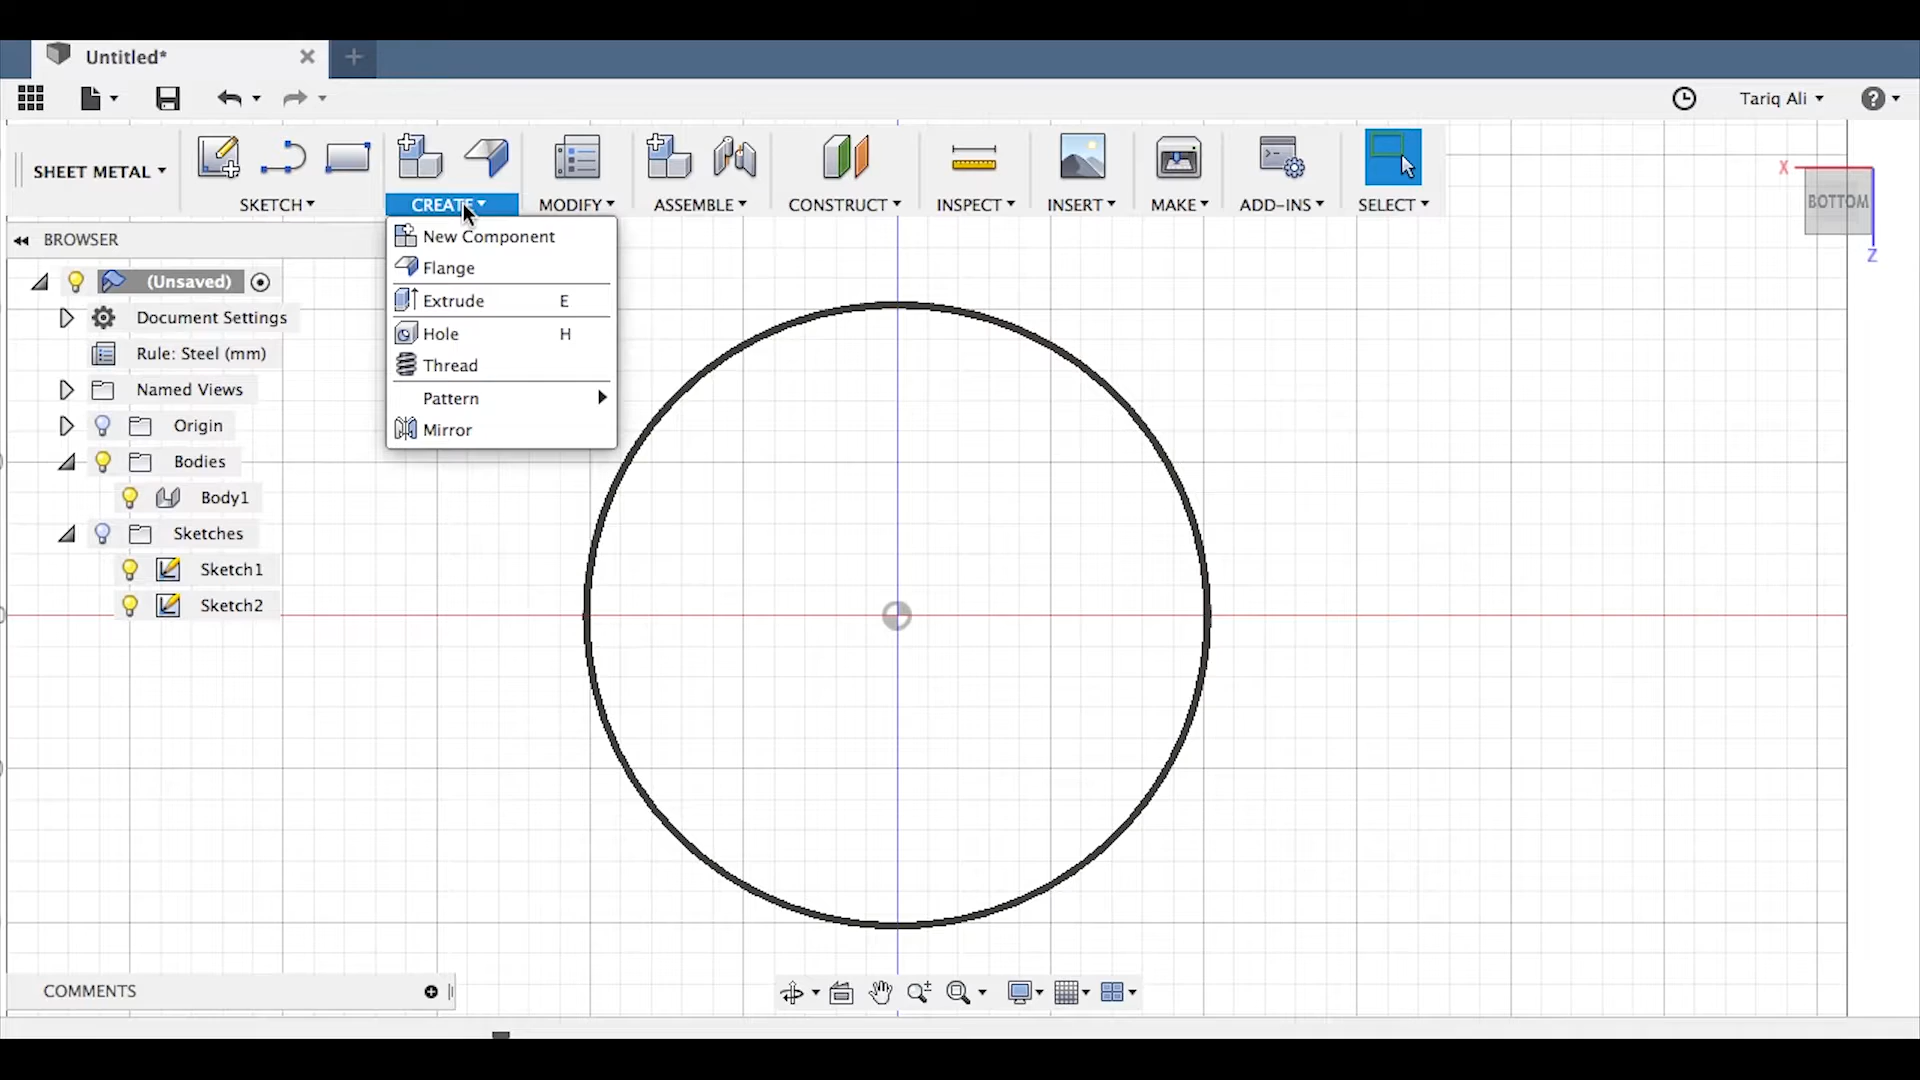 Untitled*
Tariq Ali
SHEET METAL
SKETCH
CREATE
MODIFY
ASSEMBLE
CONSTRUCT
INSPECT
INSERT
MAKE
ADD-INS
SELECT
X
BOTTOM
Z
BROWSER
(Unsaved)
Document Settings
Rule: Steel (mm)
Named Views
Origin
Bodies
Body1
Sketches
Sketch1
Sketch2
New Component
Flange
Extrude E
Hole H
Thread
Pattern
Mirror
COMMENTS